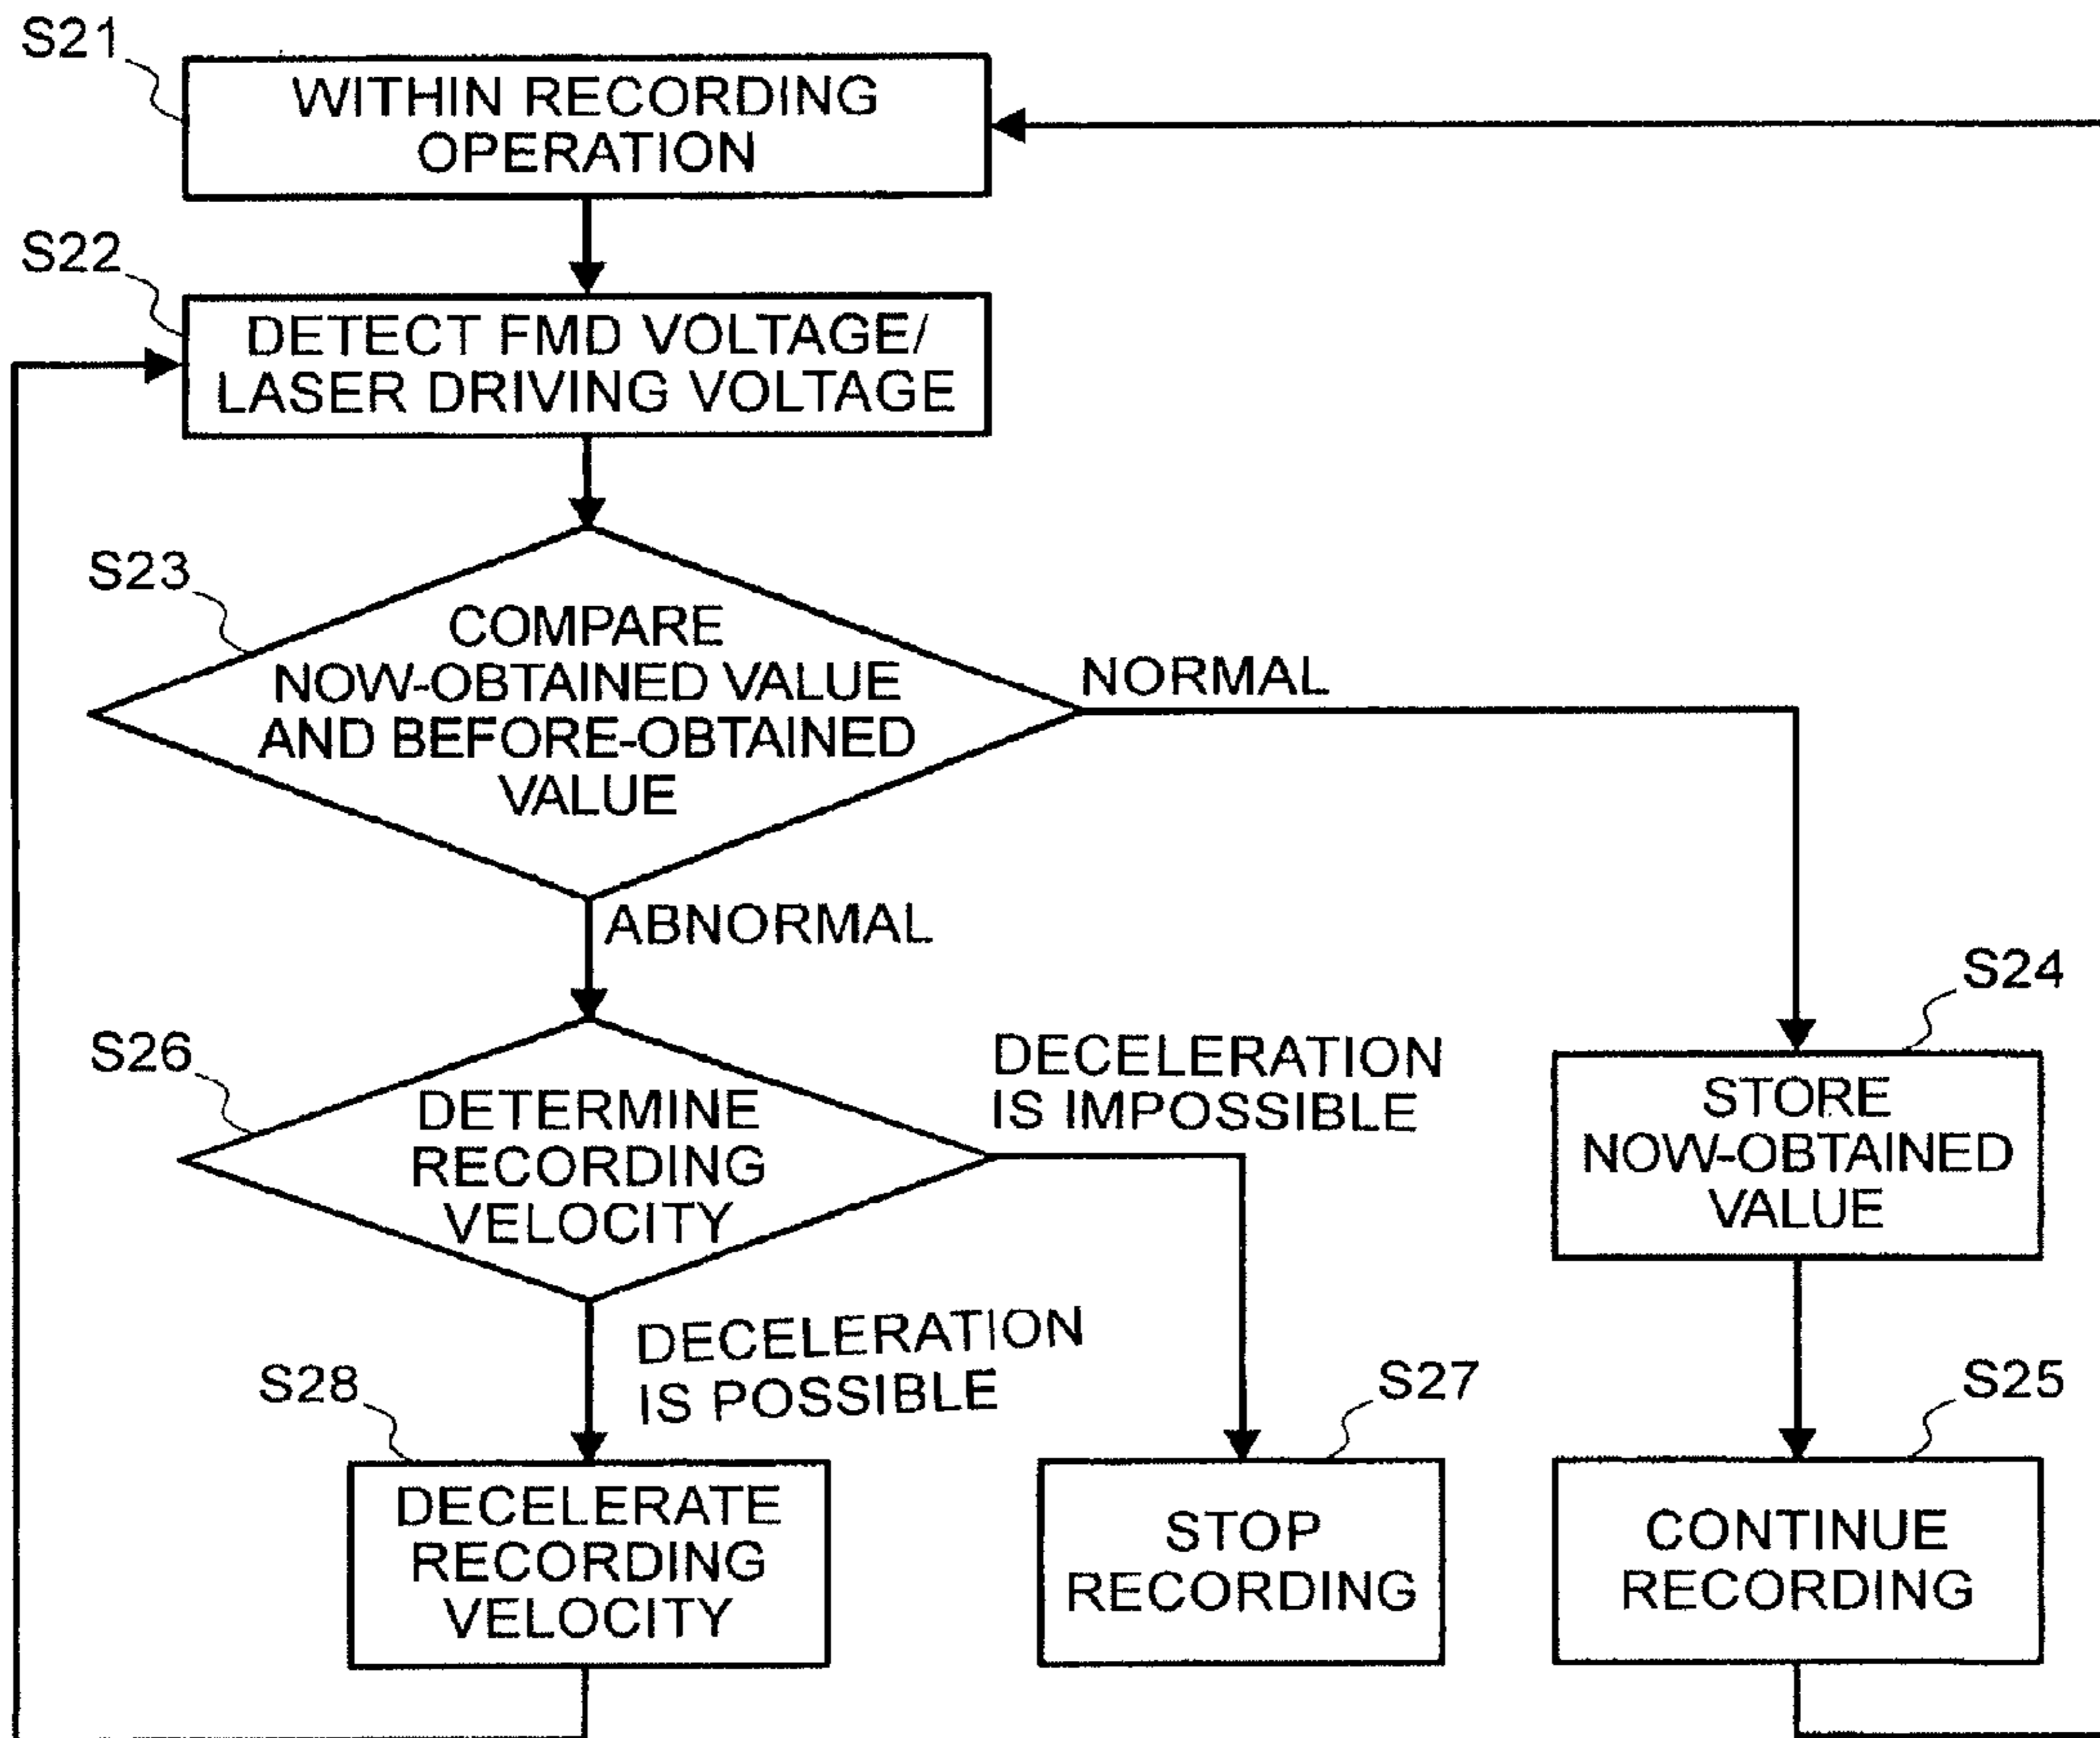 S21
WITHIN RECORDING
OPERATION
S22
DETECT FMD VOLTAGE/
LASER DRIVING VOLTAGE
S23
COMPARE
NOW-OBTAINED VALUE
AND BEFORE-OBTAINED
VALUE
NORMAL
ABNORMAL
S24
STORE
NOW-OBTAINED
VALUE
S26
DETERMINE
RECORDING
VELOCITY
DECELERATION
IS IMPOSSIBLE
DECELERATION
IS POSSIBLE
S28
DECELERATE
RECORDING
VELOCITY
S27
STOP
RECORDING
S25
CONTINUE
RECORDING